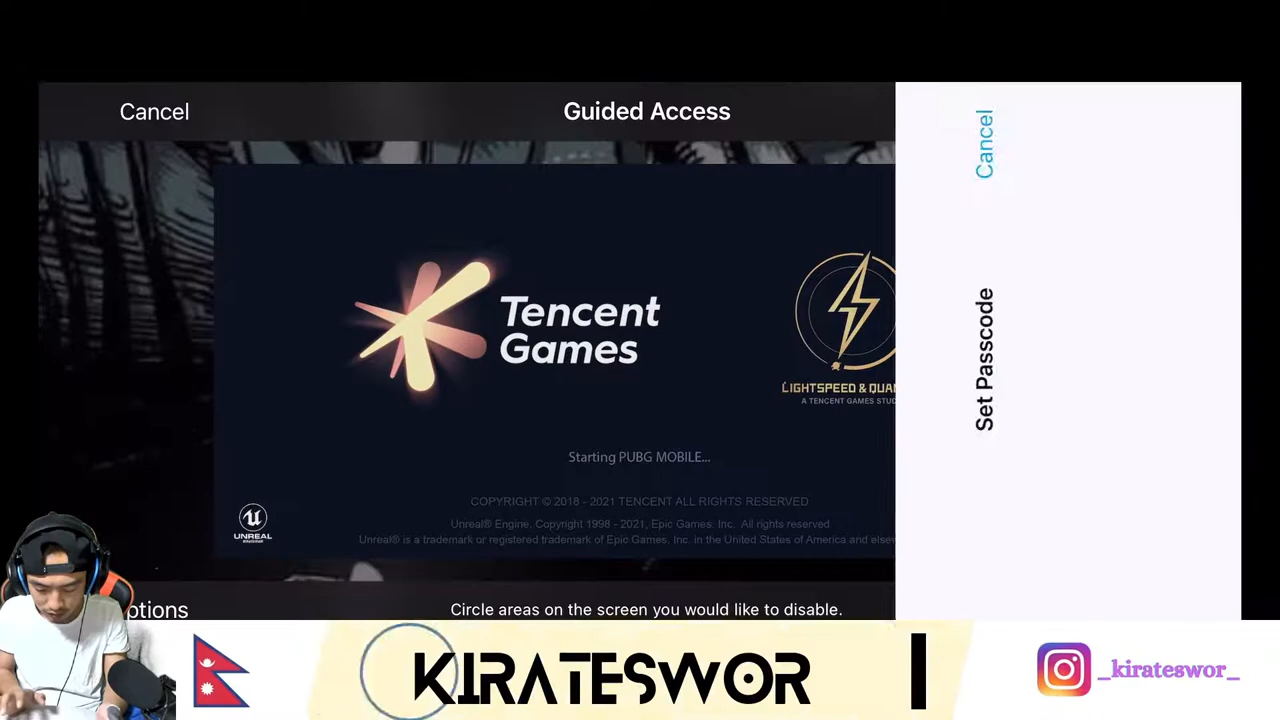 Cancel
Guided Access
Cancel
Set Passcode
Tencent
Games
LIGHTSPEED & QUAN
A TENCENT GAMES STUD
Starting PUBG MOBILE...
COPYRIGHT © 2018 - 2021 TENCENT ALL RIGHTS RESERVED
Unreal® Engine. Copyright 1998 - 2021, Epic Games. Inc. All rights reserved
Unreal® is a trademark or registered trademark of Epic Games. Inc. in the United States of America and elsew
UNREAL
ENGINE
ptions
Circle areas on the screen you would like to disable.
KIRATESWOR
_kirateswor_